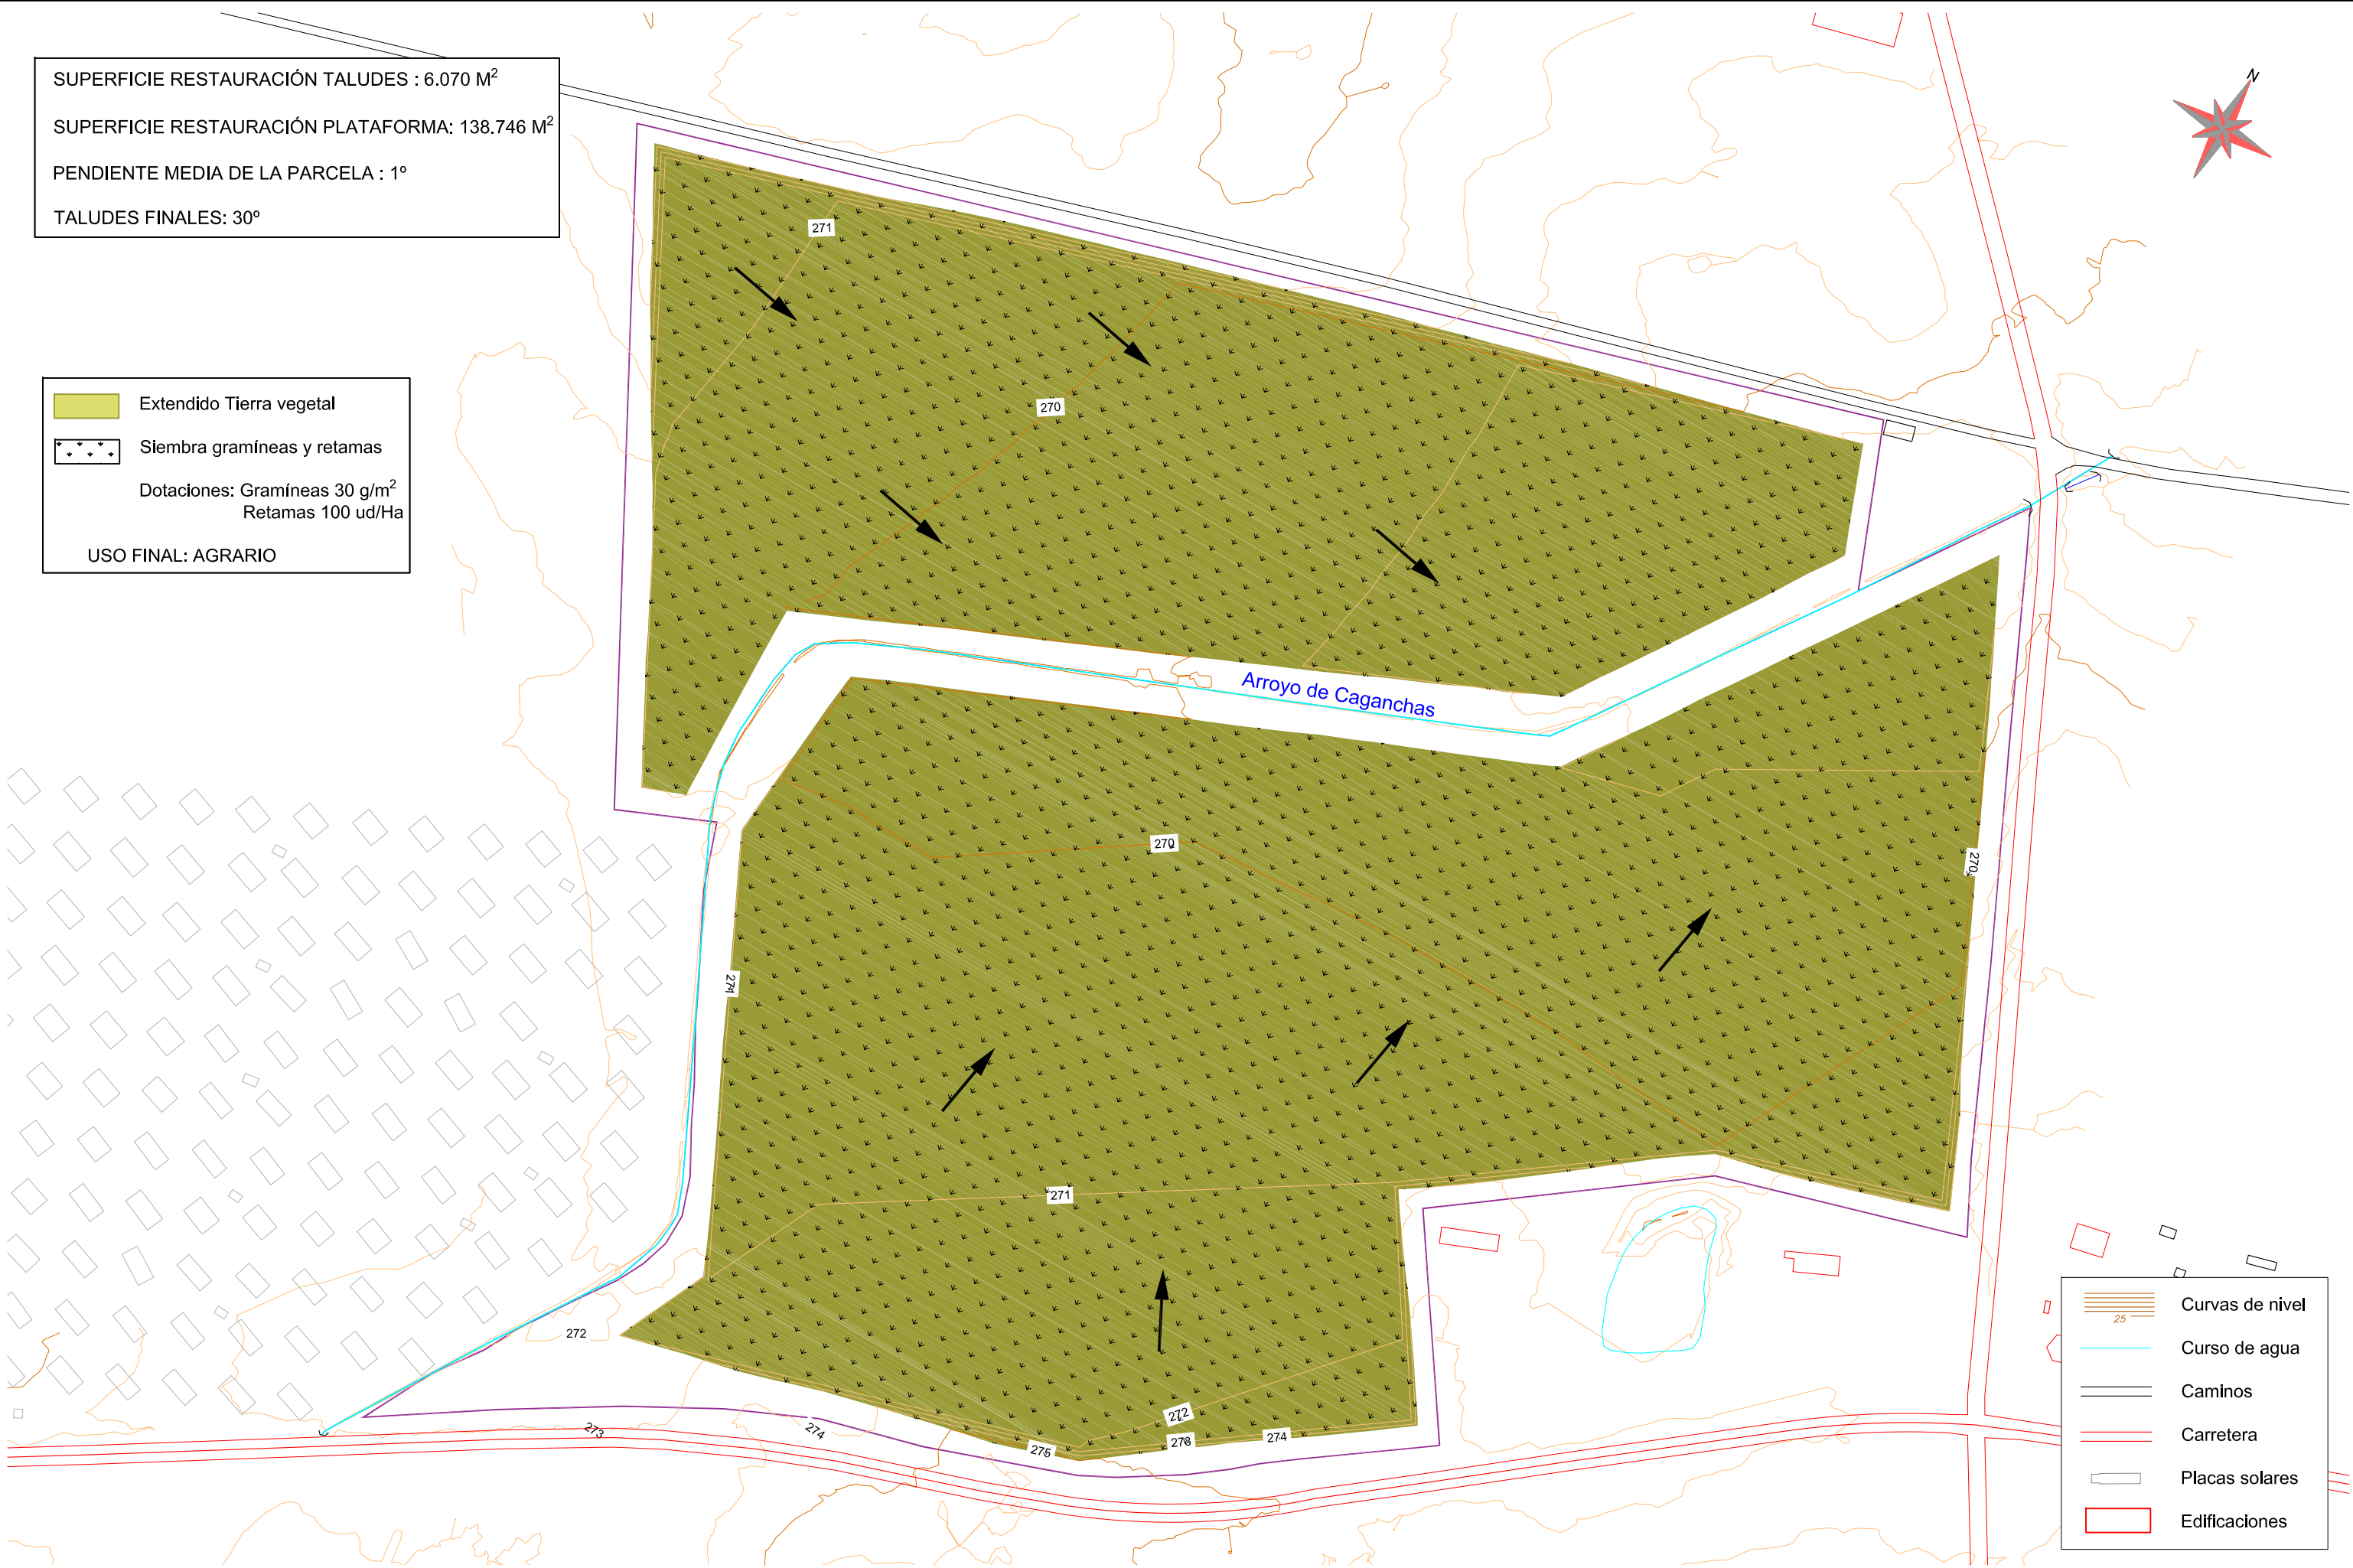 SUPERFICIE RESTAURACIÓN TALUDES : 6.070 M²
SUPERFICIE RESTAURACIÓN PLATAFORMA: 138.746 M²
PENDIENTE MEDIA DE LA PARCELA : 1º
TALUDES FINALES: 30º
N
Extendido Tierra vegetal
Siembra gramíneas y retamas
Dotaciones: Gramíneas 30 g/m²
Retamas 100 ud/Ha
USO FINAL: AGRARIO
271
270
Arroyo de Caganchas
270
270
271
271
272
273
274
275
272
273
274
Curvas de nivel
25
Curso de agua
Caminos
Carretera
Placas solares
Edificaciones